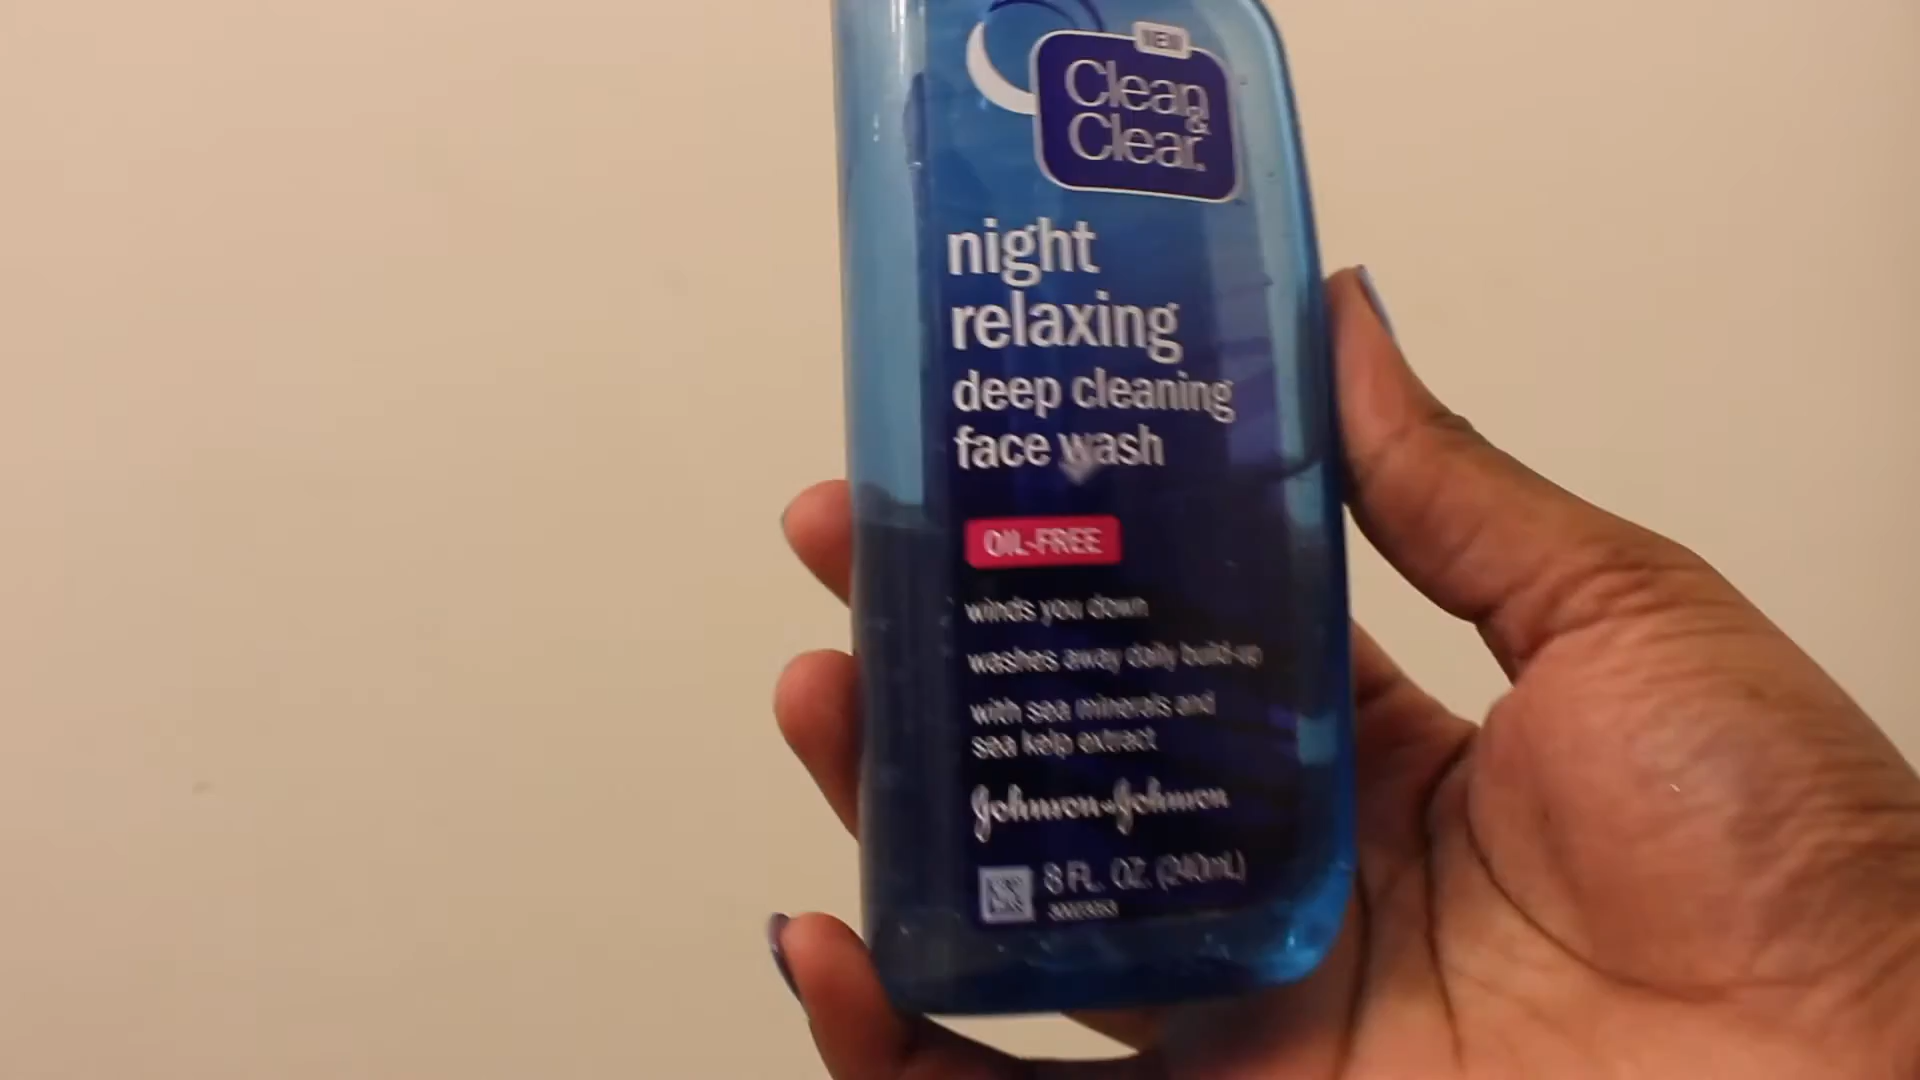 NEW
Clean
&
Clear.
night
relaxing
deep cleaning
face wash
OIL-FREE
winds you down
washes away daily build-up
with sea minerals and
sea kelp extract
Johnson & Johnson
8 FL. OZ. (240mL)